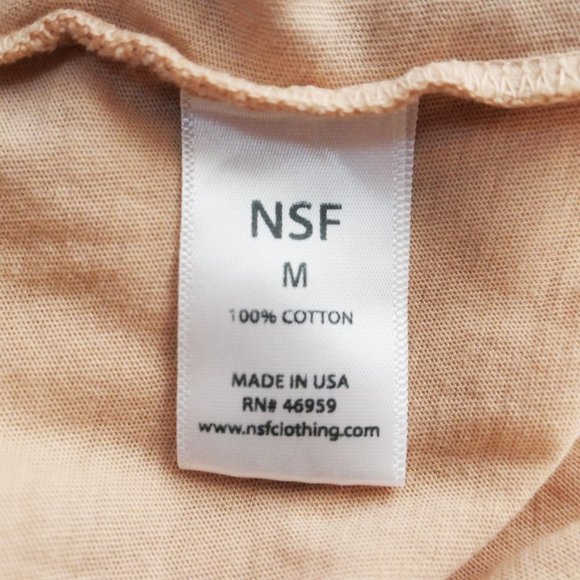 NSF
M
100% COTTON
MADE IN USA
RN# 46959
www.nsfclothing.com